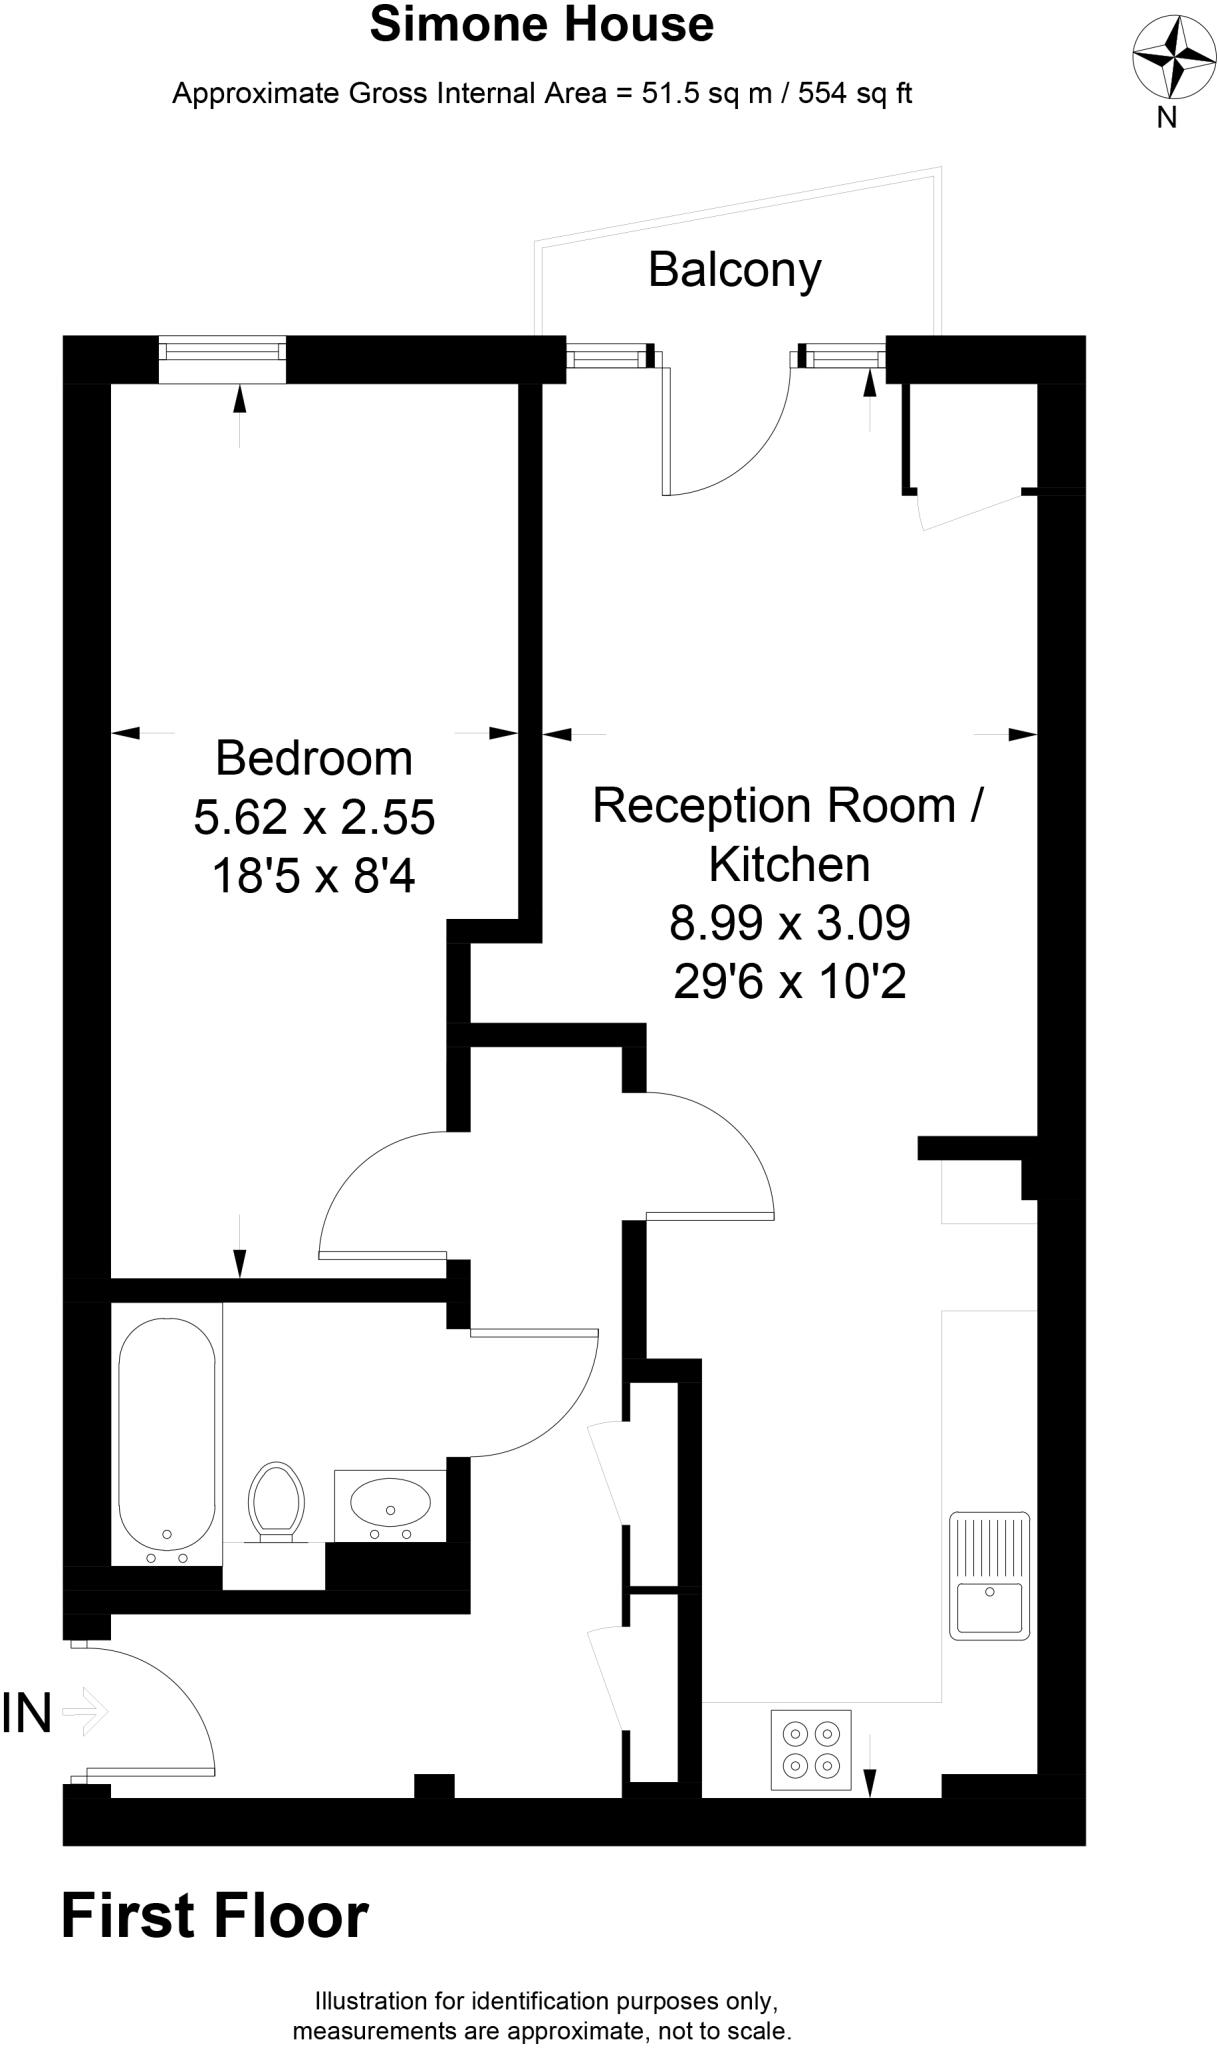 Simone House
Approximate Gross Internal Area = 51.5 sq m / 554 sq ft
N
Balcony
Bedroom
5.62 x 2.55
18'5 x 8'4
Reception Room /
Kitchen
8.99 x 3.09
29'6 x 10'2
IN
First Floor
Illustration for identification purposes only,
measurements are approximate, not to scale.